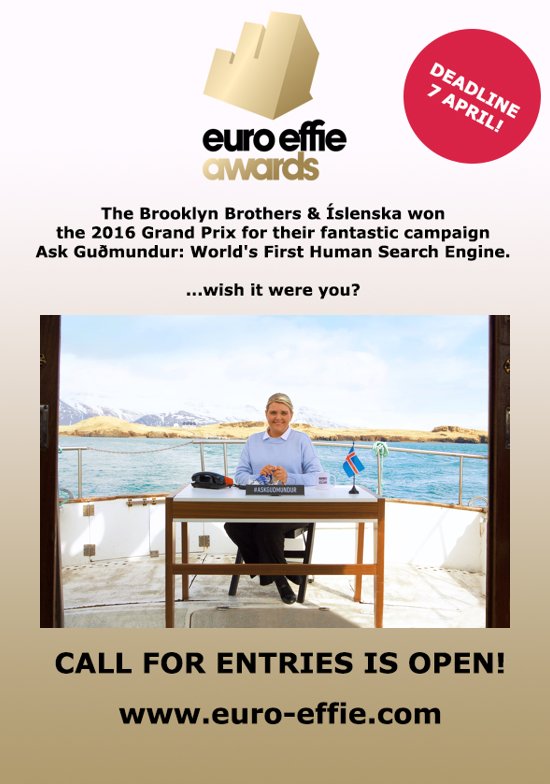 euro effie
awards
DEADLINE
7 APRIL!
The Brooklyn Brothers & Íslenska won
the 2016 Grand Prix for their fantastic campaign
Ask Guðmundur: World's First Human Search Engine.
...wish it were you?
#ASKGUDMUNDUR
CALL FOR ENTRIES IS OPEN!
www.euro-effie.com